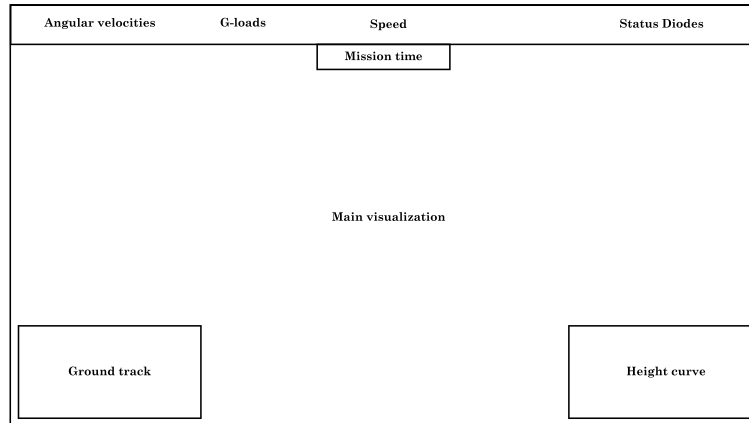 Angular velocities G-loads Speed Status Diodes
Mission time
Main visualization
Ground track Height curve